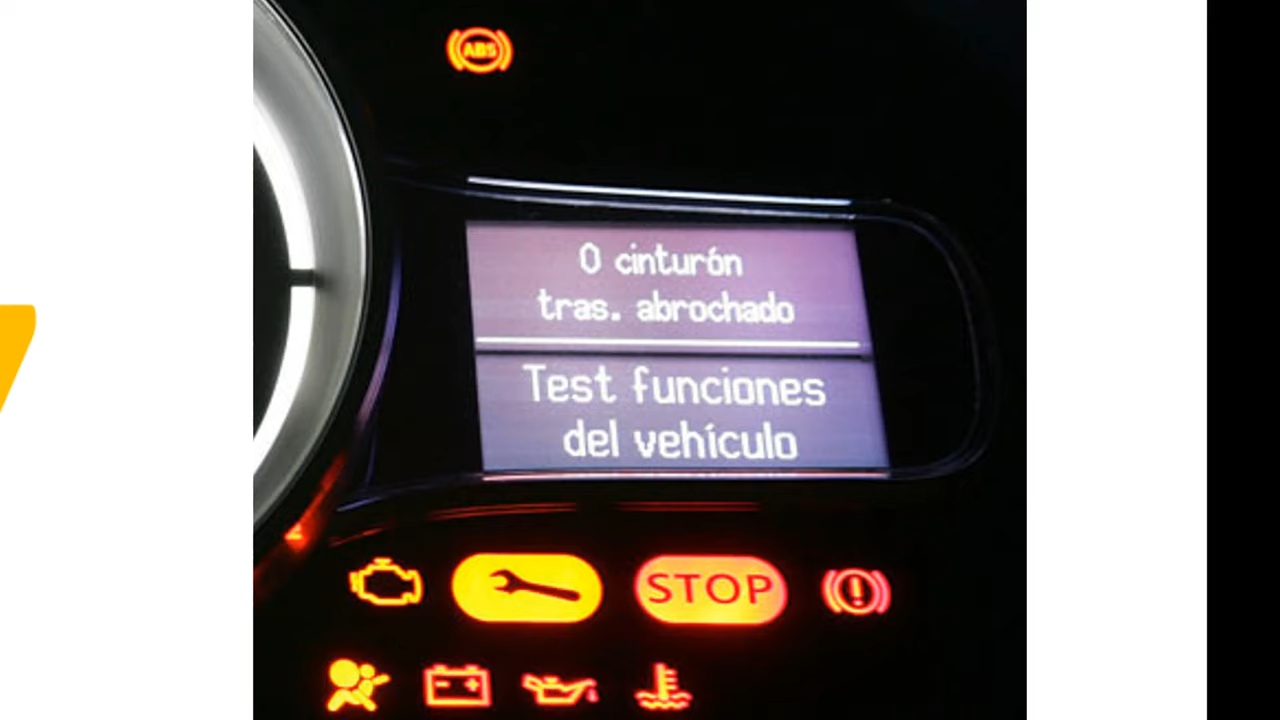 ABS
0 cinturón
tras. abrochado
Test funciones
del vehículo
STOP